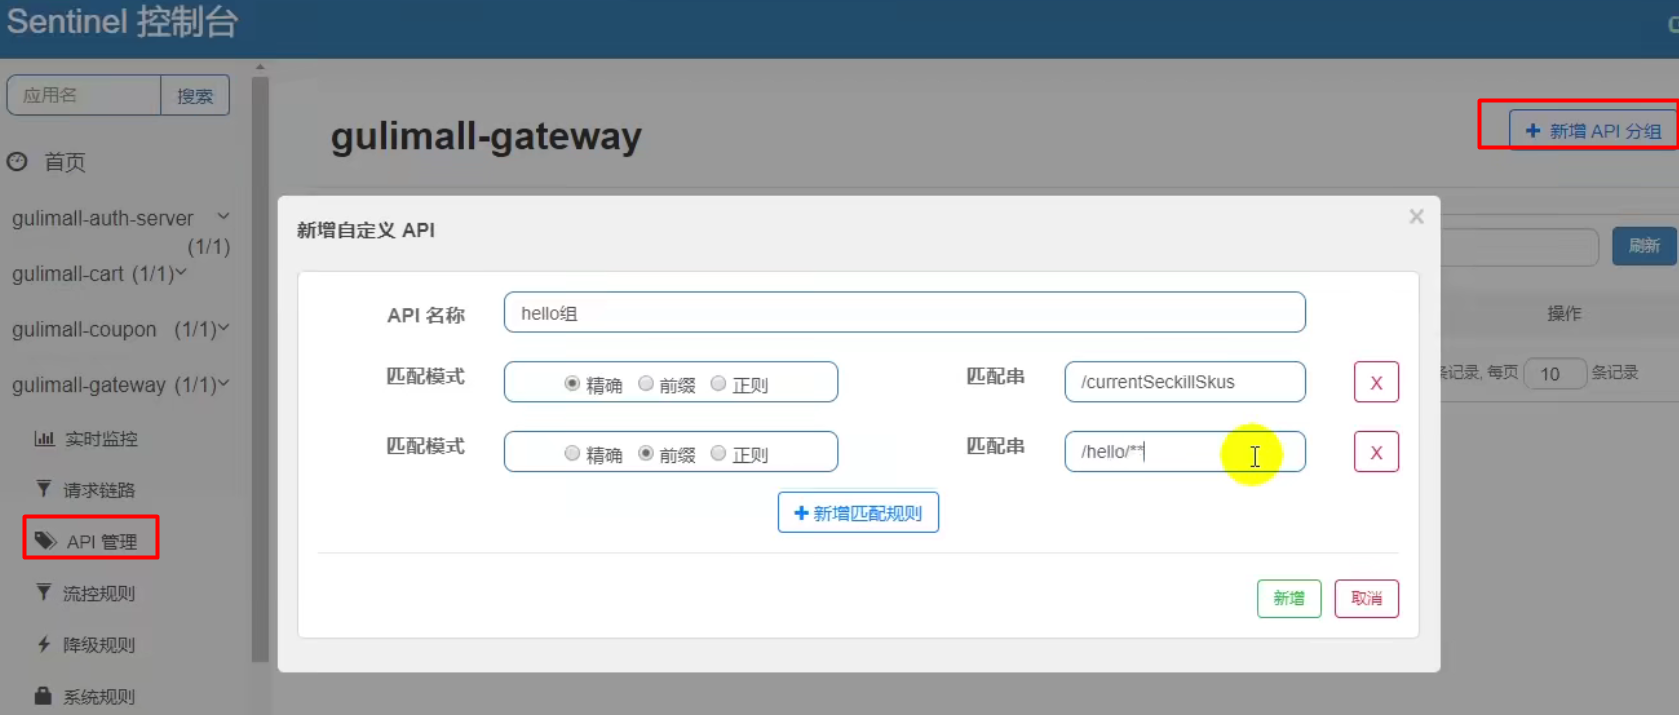 Sentinel 控制台
应用名
搜索
首页
gulimall-auth-server
(1/1)
gulimall-cart (1/1)
gulimall-coupon (1/1)
gulimall-gateway (1/1)
实时监控
请求链路
API 管理
流控规则
降级规则
系统规则
gulimall-gateway
+ 新增 API 分组
刷新
操作
条记录, 每页 10 条记录
新增自定义 API
×
API 名称 hello组
匹配模式 精确 前缀 正则 匹配串 /currentSeckillSkus X
匹配模式 精确 前缀 正则 匹配串 /hello/** X
+ 新增匹配规则
新增 取消